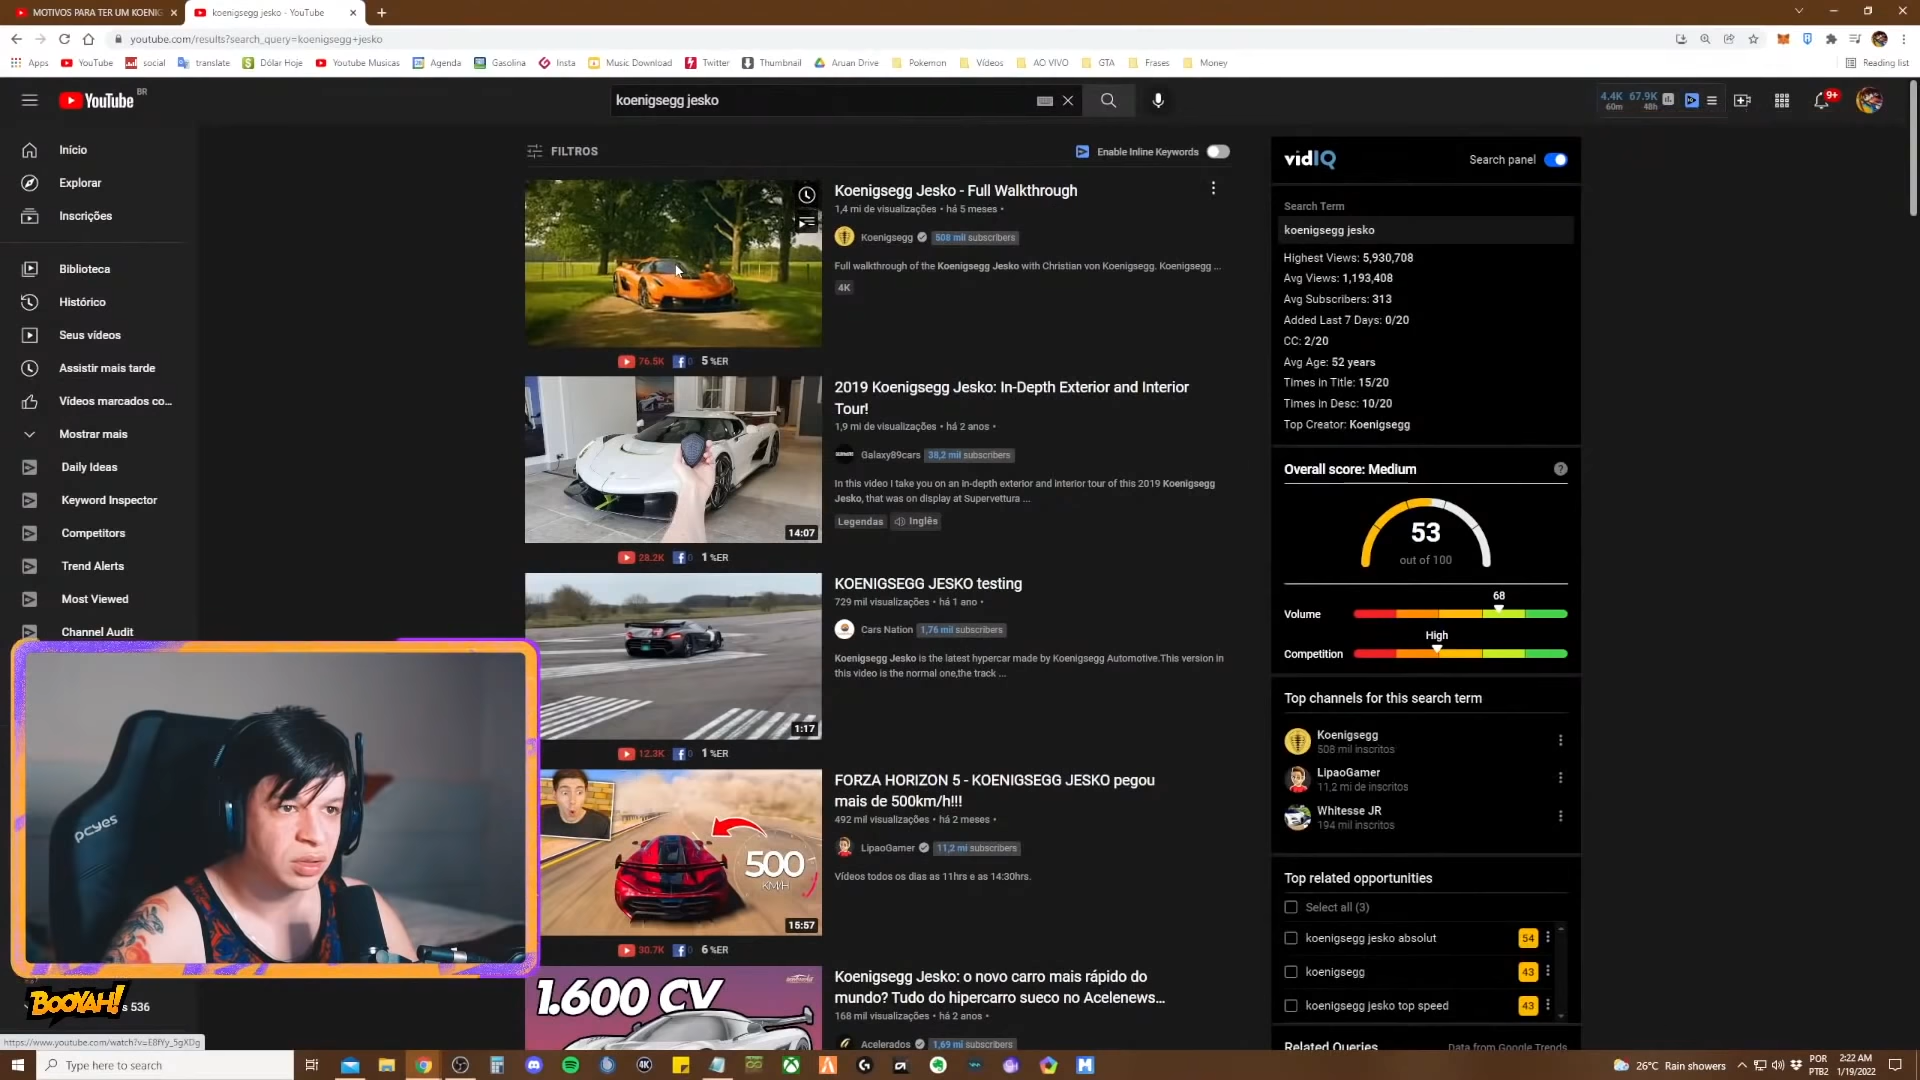 MOTIVOS PARA TER UM KOENIG
koenigsegg jesko - YouTube
youtube.com/results?search_query=koenigsegg+jesko
Apps YouTube social translate Dólar Hoje Youtube Musicas Agenda Gasolina Insta Music Download Twitter Thumbnail Aruan Drive Pokemon Vídeos AO VIVO GTA Frases Money Reading list
YouTube BR
koenigsegg jesko
4.4K 67.9K
60m 48h
9+
Início
Explorar
Inscrições
Biblioteca
Histórico
Seus vídeos
Assistir mais tarde
Vídeos marcados co...
Mostrar mais
Daily Ideas
Keyword Inspector
Competitors
Trend Alerts
Most Viewed
Channel Audit
FILTROS
Enable Inline Keywords
Koenigsegg Jesko - Full Walkthrough
1,4 mi de visualizações • há 5 meses •
Koenigsegg 508 mil subscribers
Full walkthrough of the Koenigsegg Jesko with Christian von Koenigsegg. Koenigsegg ...
4K
76.5K 0 5 %ER
2019 Koenigsegg Jesko: In-Depth Exterior and Interior
Tour!
1,9 mi de visualizações • há 2 anos •
Galaxy89cars 38,2 mil subscribers
In this video I take you on an in-depth exterior and interior tour of this 2019 Koenigsegg
Jesko, that was on display at Supervettura ...
Legendas Inglês
14:07
28.2K 0 1 %ER
KOENIGSEGG JESKO testing
729 mil visualizações • há 1 ano •
Cars Nation 1,76 mil subscribers
Koenigsegg Jesko is the latest hypercar made by Koenigsegg Automotive.This version in
this video is the normal one,the track ...
1:17
12.3K 0 1 %ER
FORZA HORIZON 5 - KOENIGSEGG JESKO pegou
mais de 500km/h!!!
492 mil visualizações • há 2 meses •
LipaoGamer 11,2 mi subscribers
Vídeos todos os dias as 11hrs e as 14:30hrs.
500
KM/H
15:57
30.7K 0 6 %ER
Koenigsegg Jesko: o novo carro mais rápido do
mundo? Tudo do hipercarro sueco no Acelenews...
168 mil visualizações • há 2 anos •
Acelerados 1,69 mi subscribers
1.600 CV
vidIQ
Search panel
Search Term
koenigsegg jesko
Highest Views: 5,930,708
Avg Views: 1,193,408
Avg Subscribers: 313
Added Last 7 Days: 0/20
CC: 2/20
Avg Age: 52 years
Times in Title: 15/20
Times in Desc: 10/20
Top Creator: Koenigsegg
Overall score: Medium
53
out of 100
68
Volume
High
Competition
Top channels for this search term
Koenigsegg
508 mil inscritos
LipaoGamer
11,2 mi de inscritos
Whitesse JR
194 mil inscritos
Top related opportunities
Select all (3)
koenigsegg jesko absolut 54
koenigsegg 43
koenigsegg jesko top speed 43
Related Queries Data from Google Trends
pcyes
BOOYAH!
s 536
https://www.youtube.com/watch?v=E8fYy_5gXDg
Type here to search
4K
26°C Rain showers
POR
PTB2
2:22 AM
1/19/2022